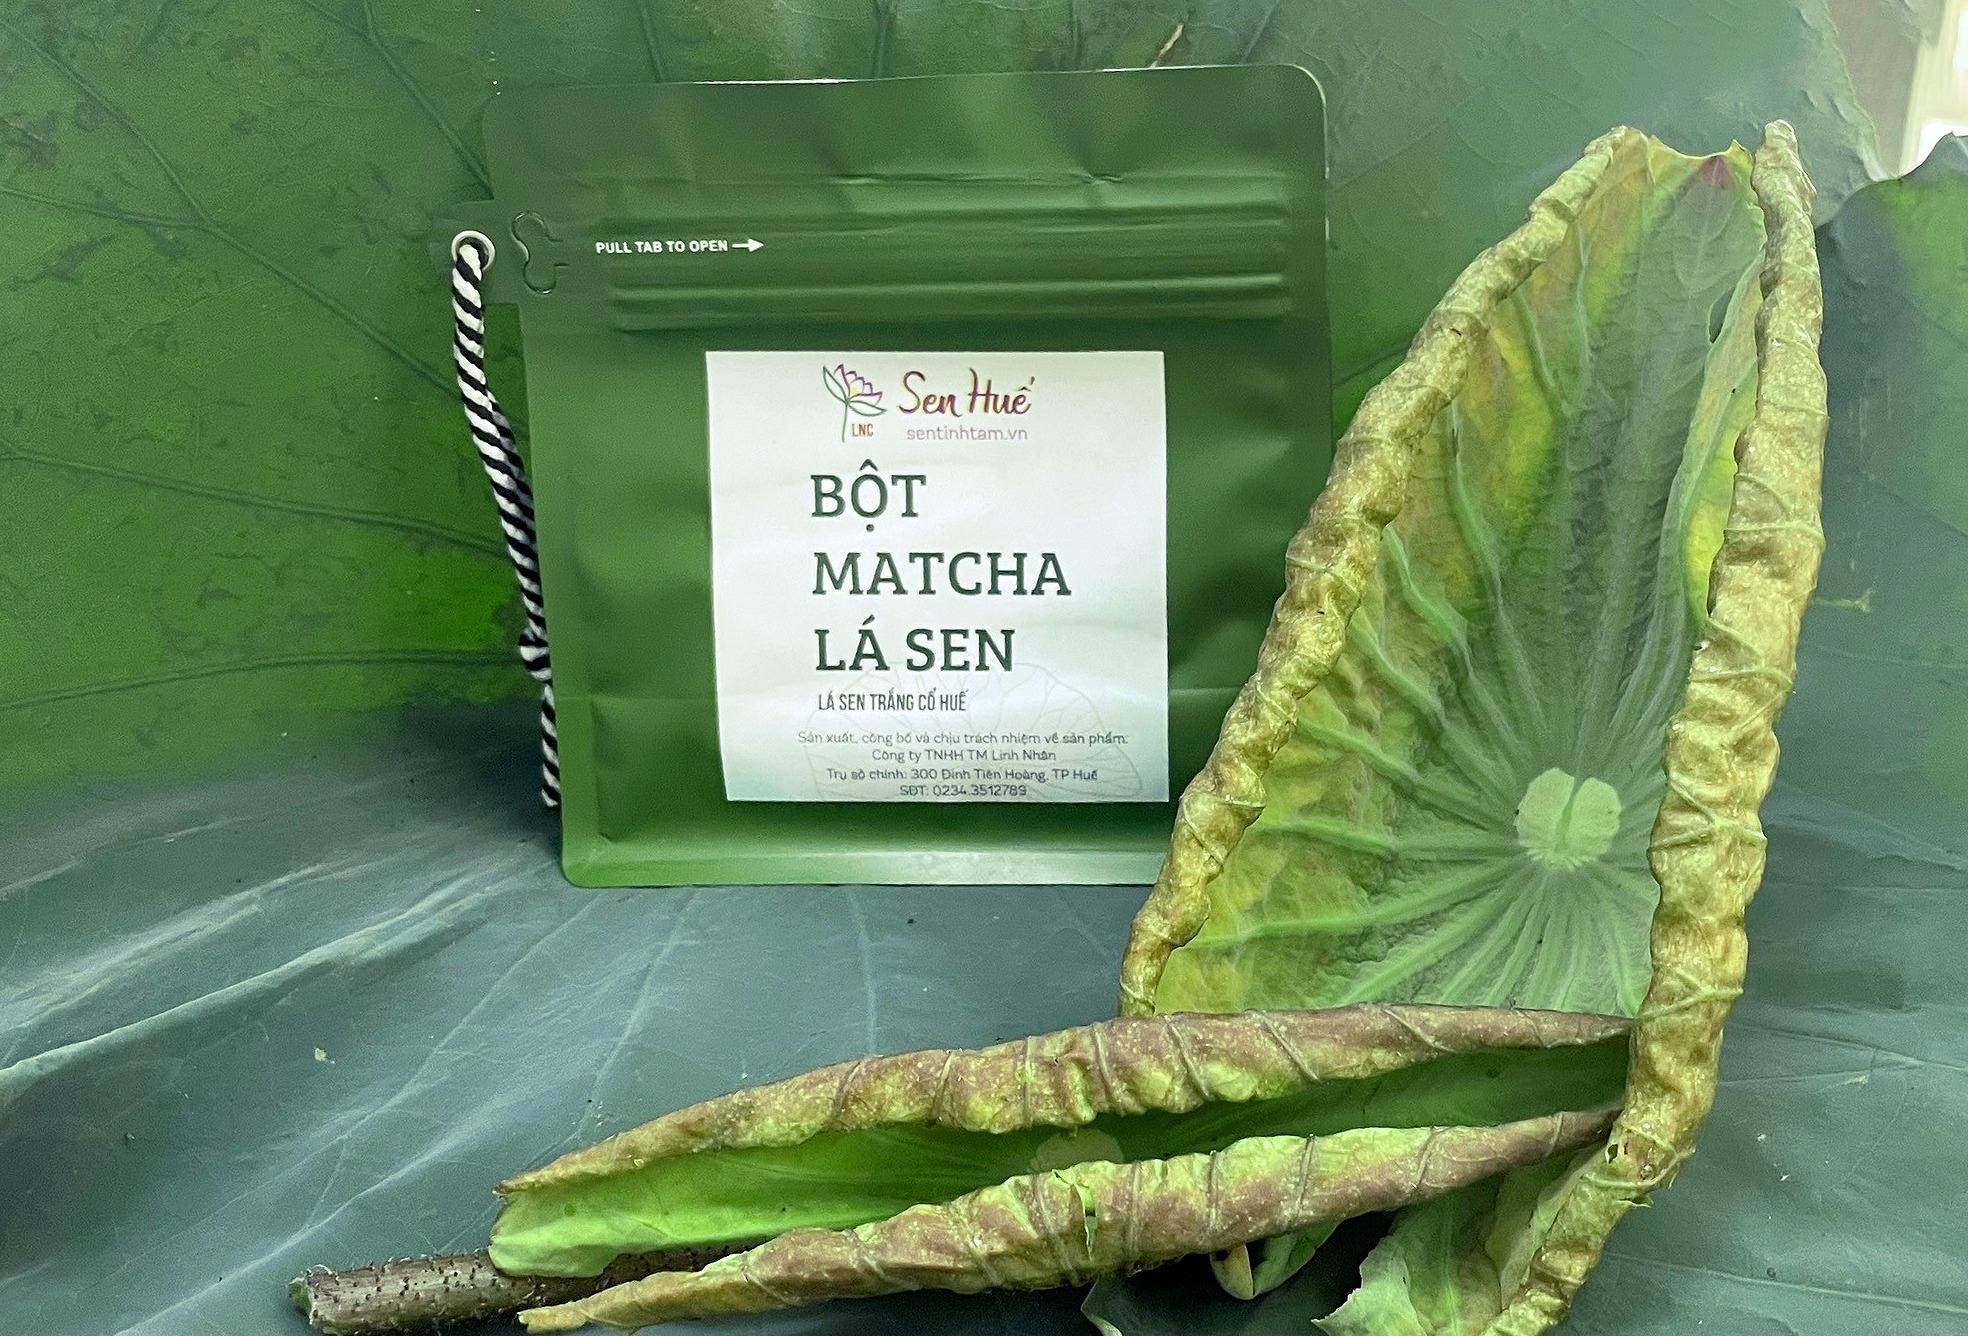 PULL TAB TO OPEN
Sen Huế
LNC
sentinhtam.vn
BỘT
MATCHA
LÁ SEN
LÁ SEN TRẮNG CỔ HUẾ
Sản xuất, công bố và chịu trách nhiệm về sản phẩm:
Công ty TNHH TM Linh Nhân
Trụ sở chính: 300 Đinh Tiên Hoàng, TP Huế
SĐT: 0234.3512789